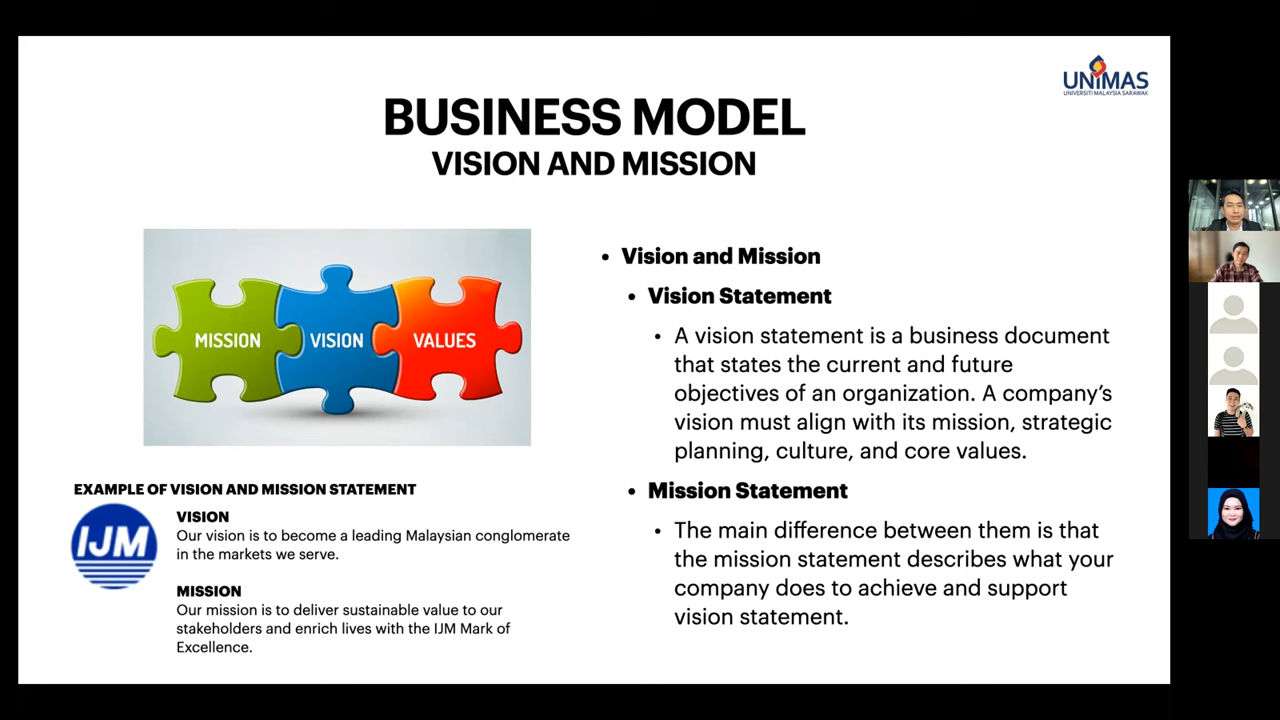 UNIMAS
UNIVERSITI MALAYSIA SARAWAK
BUSINESS MODEL
VISION AND MISSION
MISSION
VISION
VALUES
EXAMPLE OF VISION AND MISSION STATEMENT
IJM
VISION
Our vision is to become a leading Malaysian conglomerate
in the markets we serve.
MISSION
Our mission is to deliver sustainable value to our
stakeholders and enrich lives with the IJM Mark of
Excellence.
• Vision and Mission
• Vision Statement
• A vision statement is a business document
that states the current and future
objectives of an organization. A company’s
vision must align with its mission, strategic
planning, culture, and core values.
• Mission Statement
• The main difference between them is that
the mission statement describes what your
company does to achieve and support
vision statement.